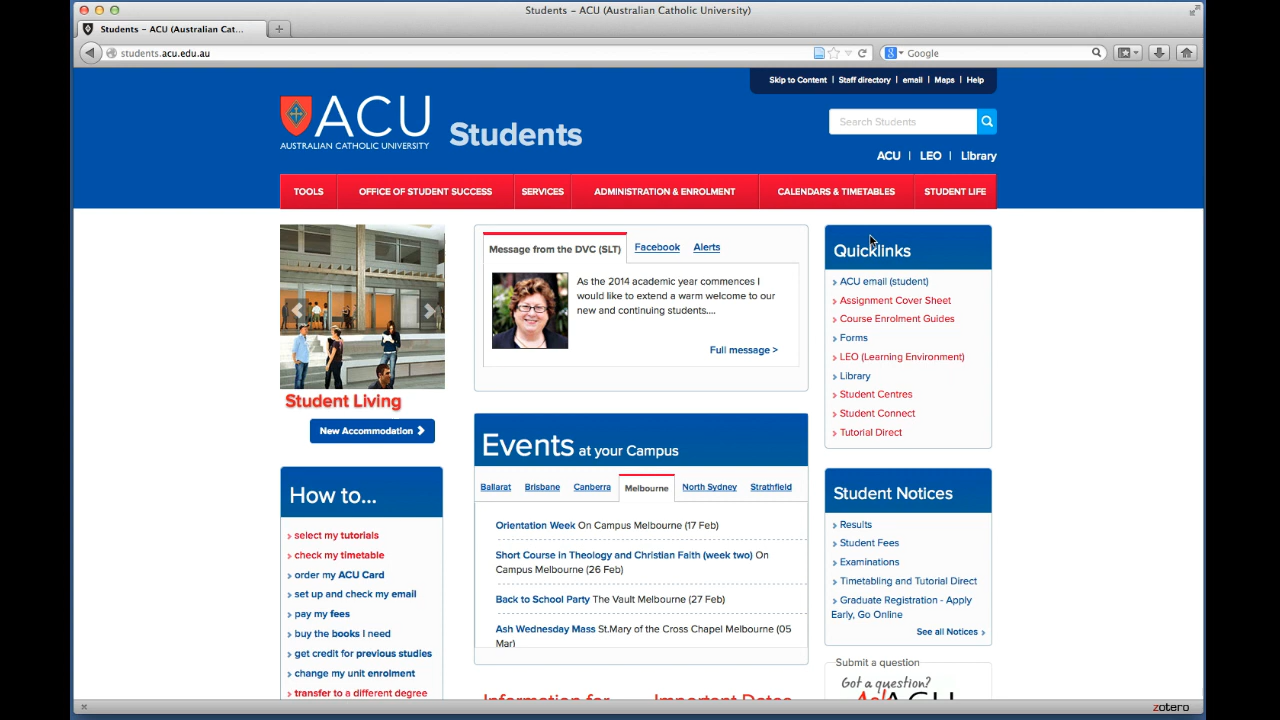 Students – ACU (Australian Catholic University)
Students – ACU (Australian Cat...
students.acu.edu.au
Google
Skip to Content | Staff directory | email | Maps | Help
ACU
AUSTRALIAN CATHOLIC UNIVERSITY
Students
Search Students
ACU | LEO | Library
TOOLS
OFFICE OF STUDENT SUCCESS
SERVICES
ADMINISTRATION & ENROLMENT
CALENDARS & TIMETABLES
STUDENT LIFE
Student Living
New Accommodation
How to...
select my tutorials
check my timetable
order my ACU Card
set up and check my email
pay my fees
buy the books I need
get credit for previous studies
change my unit enrolment
transfer to a different degree
Message from the DVC (SLT)
Facebook
Alerts
As the 2014 academic year commences I
would like to extend a warm welcome to our
new and continuing students....
Full message >
Events at your Campus
Ballarat
Brisbane
Canberra
Melbourne
North Sydney
Strathfield
Orientation Week On Campus Melbourne (17 Feb)
Short Course in Theology and Christian Faith (week two) On
Campus Melbourne (26 Feb)
Back to School Party The Vault Melbourne (27 Feb)
Ash Wednesday Mass St.Mary of the Cross Chapel Melbourne (05
Mar)
Information for
Important Dates
Quicklinks
ACU email (student)
Assignment Cover Sheet
Course Enrolment Guides
Forms
LEO (Learning Environment)
Library
Student Centres
Student Connect
Tutorial Direct
Student Notices
Results
Student Fees
Examinations
Timetabling and Tutorial Direct
Graduate Registration - Apply
Early, Go Online
See all Notices
Submit a question
Got a question?
Ask ACU
zotero